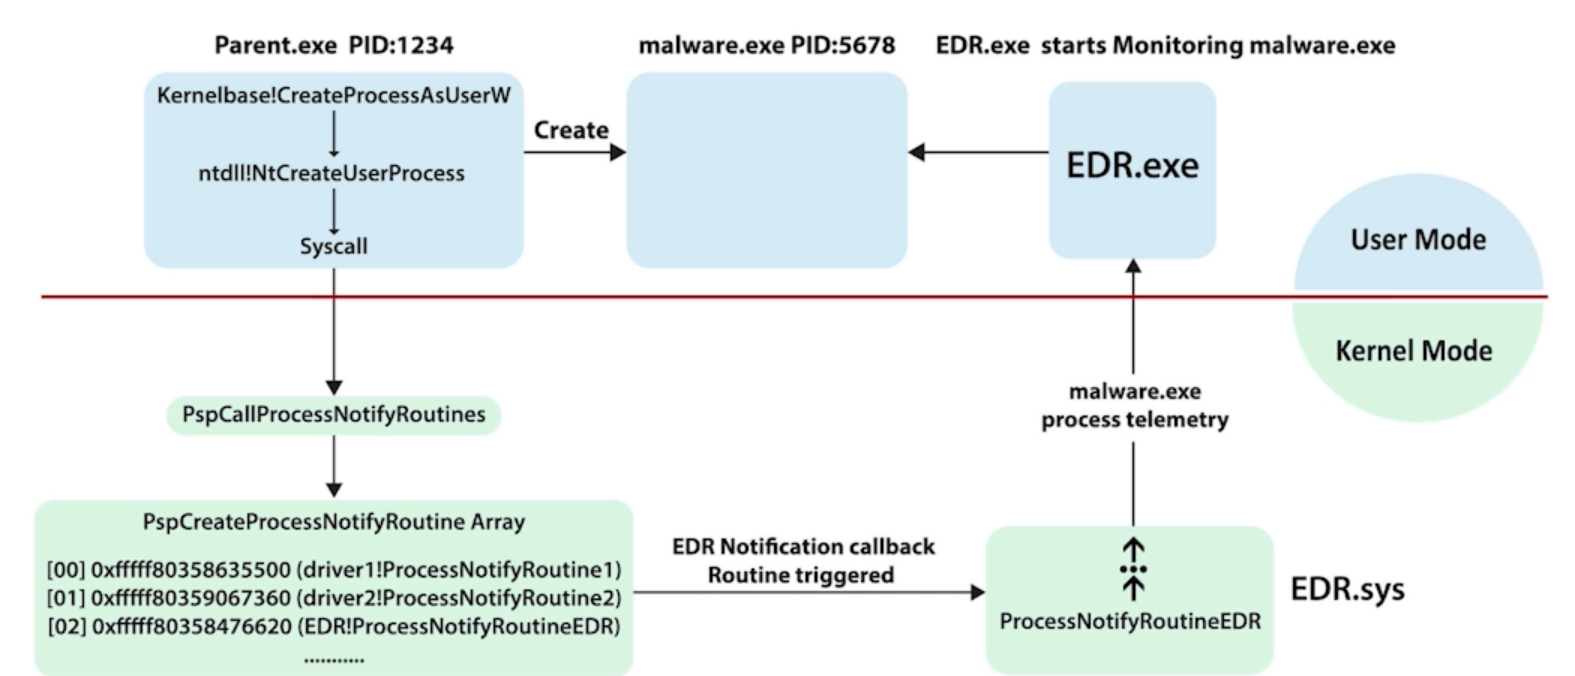 Parent.exe PID:1234
malware.exe PID:5678
EDR.exe starts Monitoring malware.exe
Kernelbase!CreateProcessAsUserW
ntdll!NtCreateUserProcess
Syscall
Create
EDR.exe
User Mode
Kernel Mode
PspCallProcessNotifyRoutines
malware.exe
process telemetry
PspCreateProcessNotifyRoutine Array
[00] 0xfffff80358635500 (driver1!ProcessNotifyRoutine1)
[01] 0xfffff80359067360 (driver2!ProcessNotifyRoutine2)
[02] 0xfffff80358476620 (EDR!ProcessNotifyRoutineEDR)
...........
EDR Notification callback
Routine triggered
ProcessNotifyRoutineEDR
EDR.sys